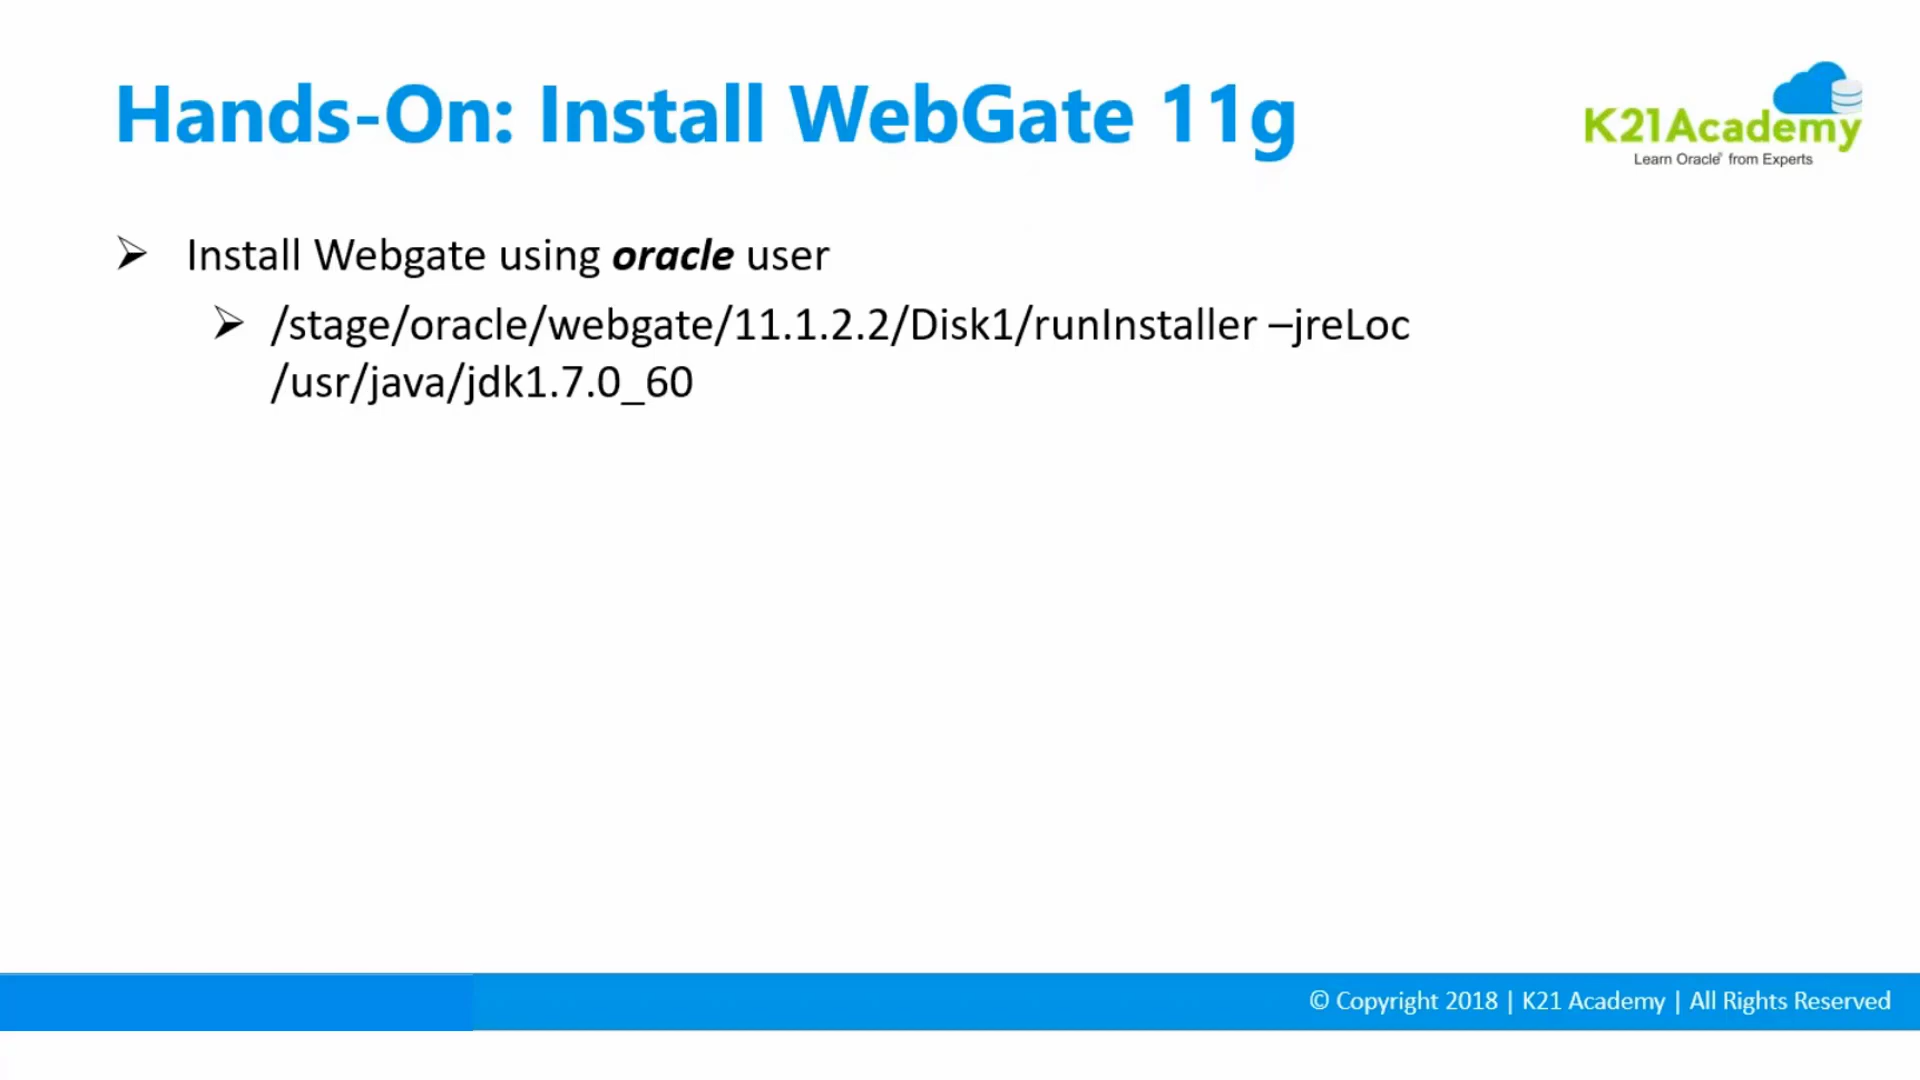 Hands-On: Install WebGate 11g
K21Academy
Learn Oracle® from Experts
➢ Install Webgate using oracle user
➢ /stage/oracle/webgate/11.1.2.2/Disk1/runInstaller –jreLoc
/usr/java/jdk1.7.0_60
© Copyright 2018 | K21 Academy | All Rights Reserved